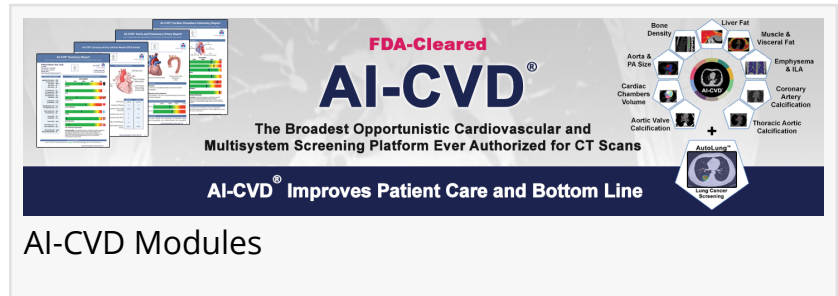 FDA-Cleared
AI-CVD®
The Broadest Opportunistic Cardiovascular and
Multisystem Screening Platform Ever Authorized for CT Scans
AI-CVD® Improves Patient Care and Bottom Line
Bone
Density
Liver Fat
Muscle &
Visceral Fat
Aorta &
PA Size
Emphysema
& ILA
AI-CVD
Cardiac
Chambers
Volume
Coronary
Artery
Calcification
Aortic Valve
Calcification
Thoracic Aortic
Calcification
+
AutoLung™
Lung Cancer
Screening
AI-CVD Modules